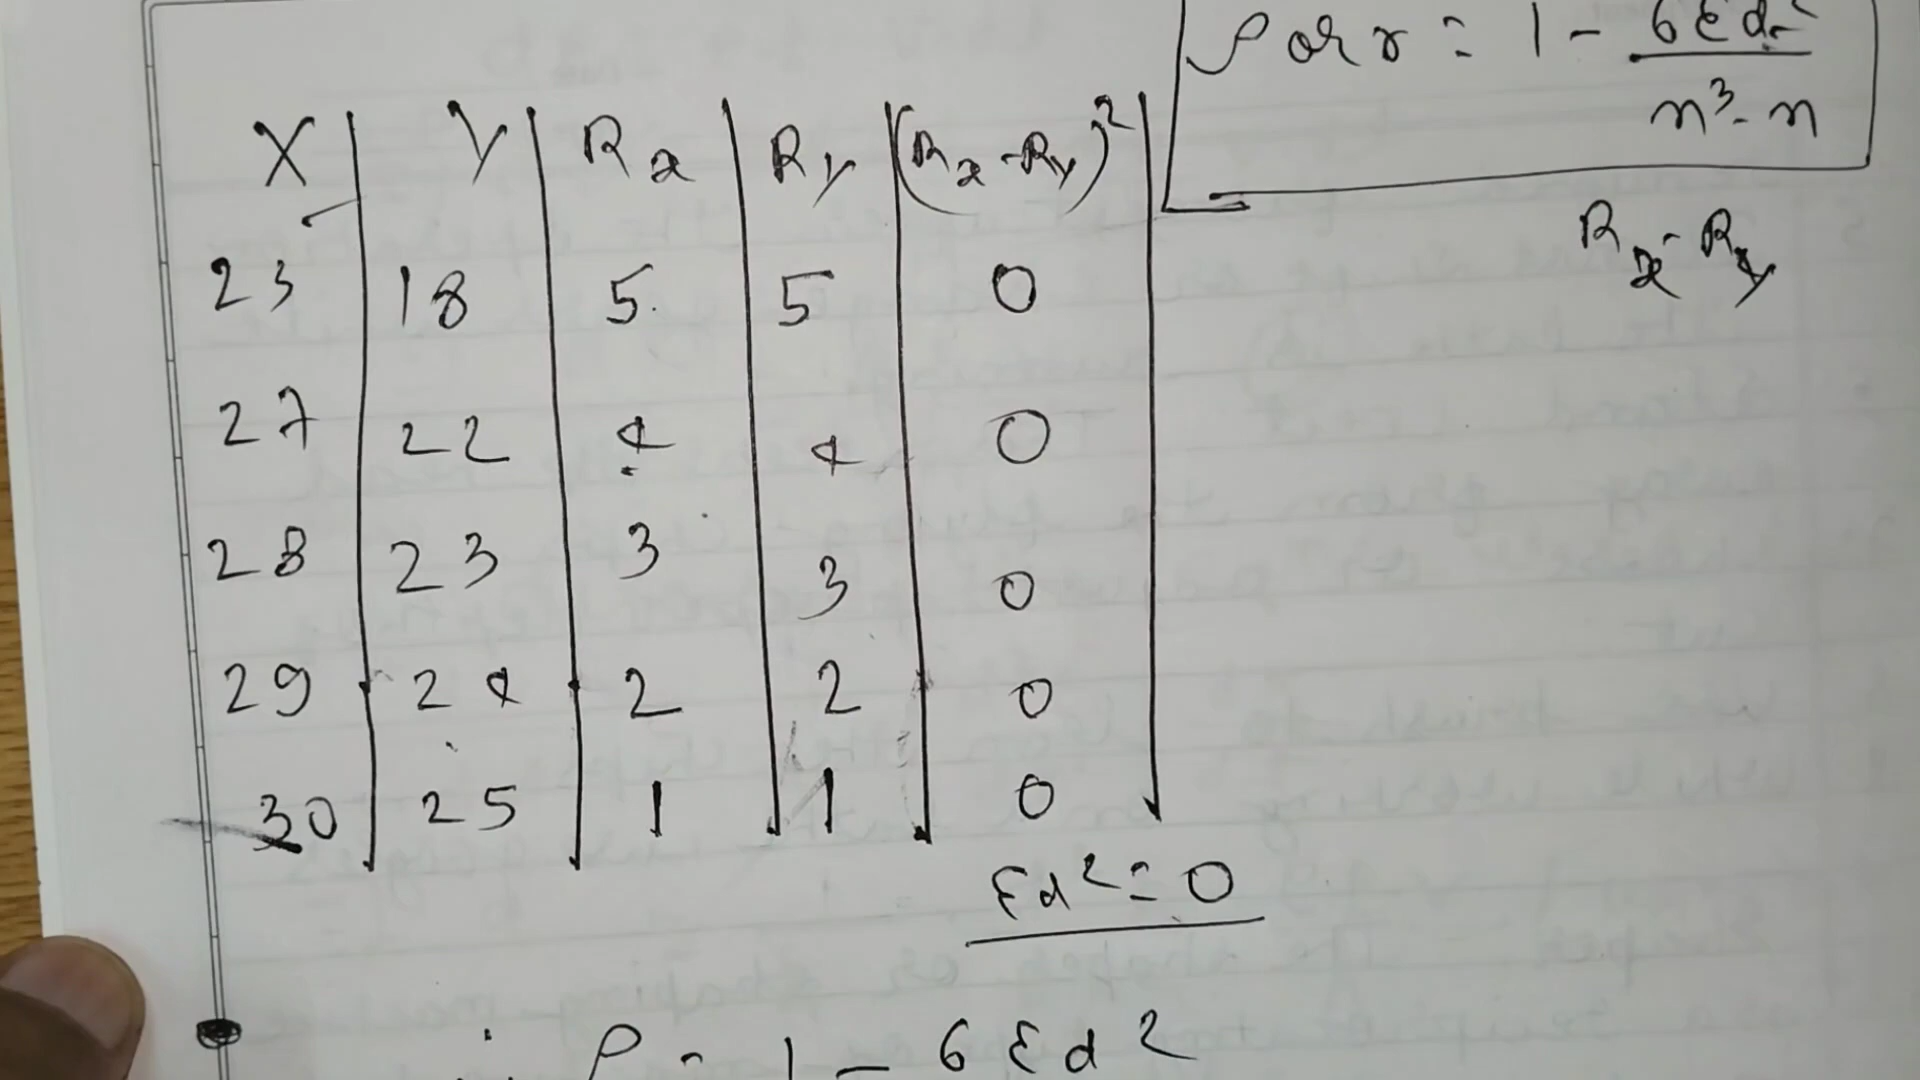 ρ or r = 1 - 6Σd² / n³ - n
X | Y | Rx | Ry | (Rx - Ry)²
Rx - Ry
23 | 18 | 5 | 5 | 0
27 | 22 | 4 | 4 | 0
28 | 23 | 3 | 3 | 0
29 | 24 | 2 | 2 | 0
30 | 25 | 1 | 1 | 0
Σd² = 0
∴ ρ = 1 - 6Σd²